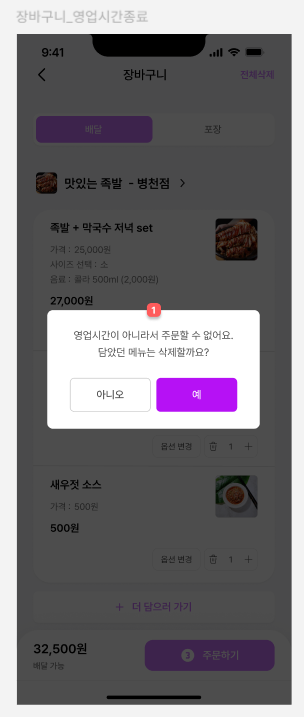 장바구니_영업시간종료
9:41
장바구니
전체삭제
배달
포장
맛있는 족발 - 병천점 >
족발 + 막국수 저녁 set
가격 : 25,000원
사이즈 선택 : 소
음료 : 콜라 500ml (2,000원)
27,000원
1
영업시간이 아니라서 주문할 수 없어요.
담았던 메뉴는 삭제할까요?
아니오
예
옵션 변경
1 +
새우젓 소스
가격 : 500원
500원
옵션 변경
1 +
+ 더 담으러 가기
32,500원
배달 가능
3 주문하기